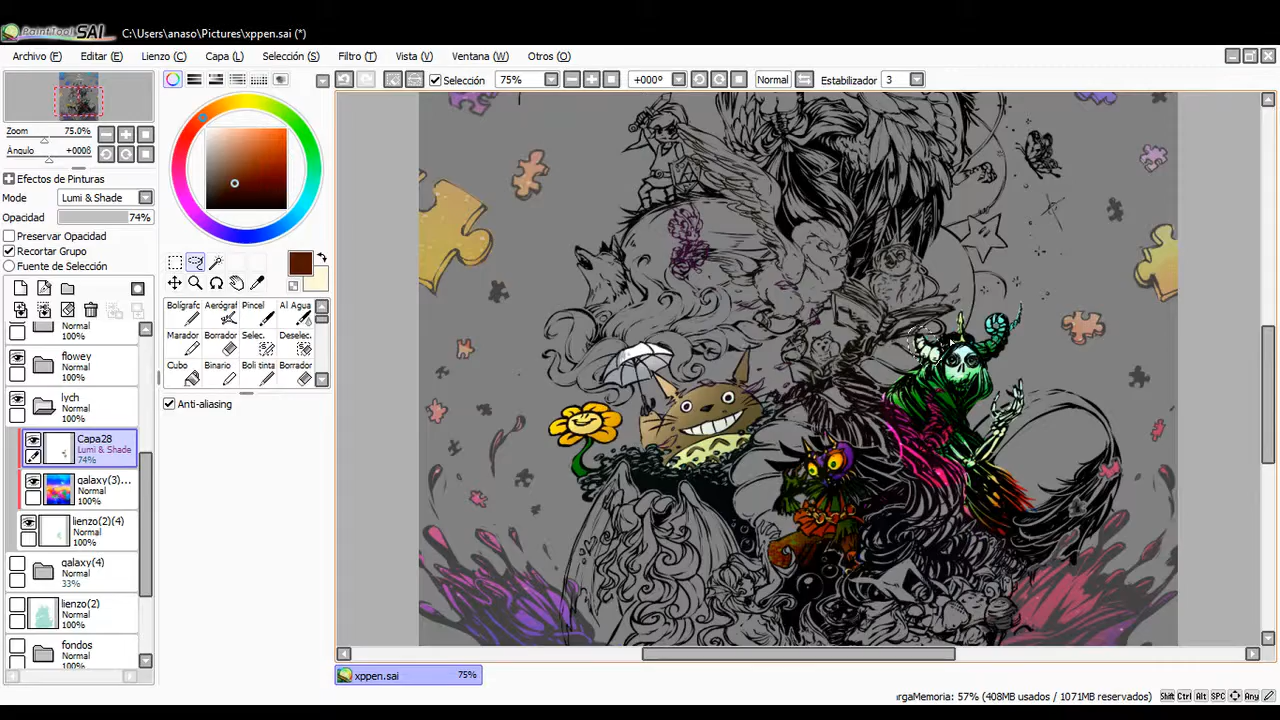 PaintTool SAI C:\Users\anaso\Pictures\xppen.sai (*)
Archivo (F) Editar (E) Lienzo (C) Capa (L) Selección (S) Filtro (T) Vista (V) Ventana (W) Otros (O)
Selección 75% +000º Normal Estabilizador 3
Zoom 75.0%
Ángulo +000ß
Efectos de Pinturas
Modo Lumi & Shade
Opacidad 74%
Preservar Opacidad
Recortar Grupo
Fuente de Selección
Bolígrafo Aerógraf Pincel Al Agua
Marador Borrador Selec. Deselec.
Cubo Binario Boli tinta Borrador
Anti-aliasing
Normal
100%
flowey
Normal
100%
lych
Normal
100%
Capa28
Lumi & Shade
74%
galaxy(3)...
Normal
100%
lienzo(2)(4)
Normal
100%
galaxy(4)
Normal
33%
lienzo(2)
Normal
100%
fondos
Normal
100%
xppen.sai 75%
argaMemoria: 57% (408MB usados / 1071MB reservados) Shift Ctrl Alt SPC Any